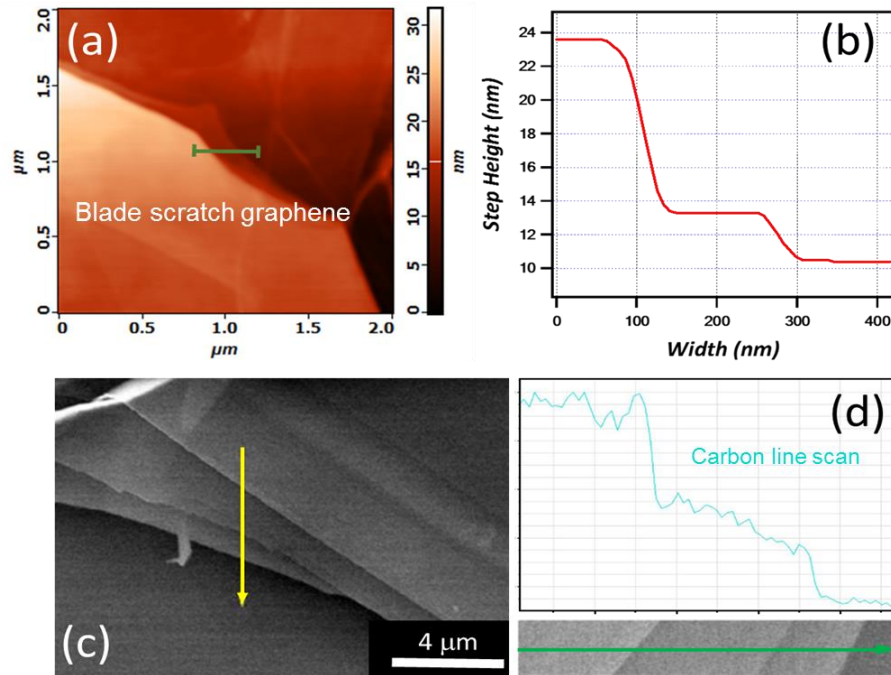 (a)
2.0
1.5
1.0
0.5
0
μm
0
0.5
1.0
1.5
2.0
μm
Blade scratch graphene
30
25
20
15
10
5
0
nm
(b)
24
22
20
18
16
14
12
10
Step Height (nm)
0
100
200
300
400
Width (nm)
(c)
4 μm
(d)
Carbon line scan